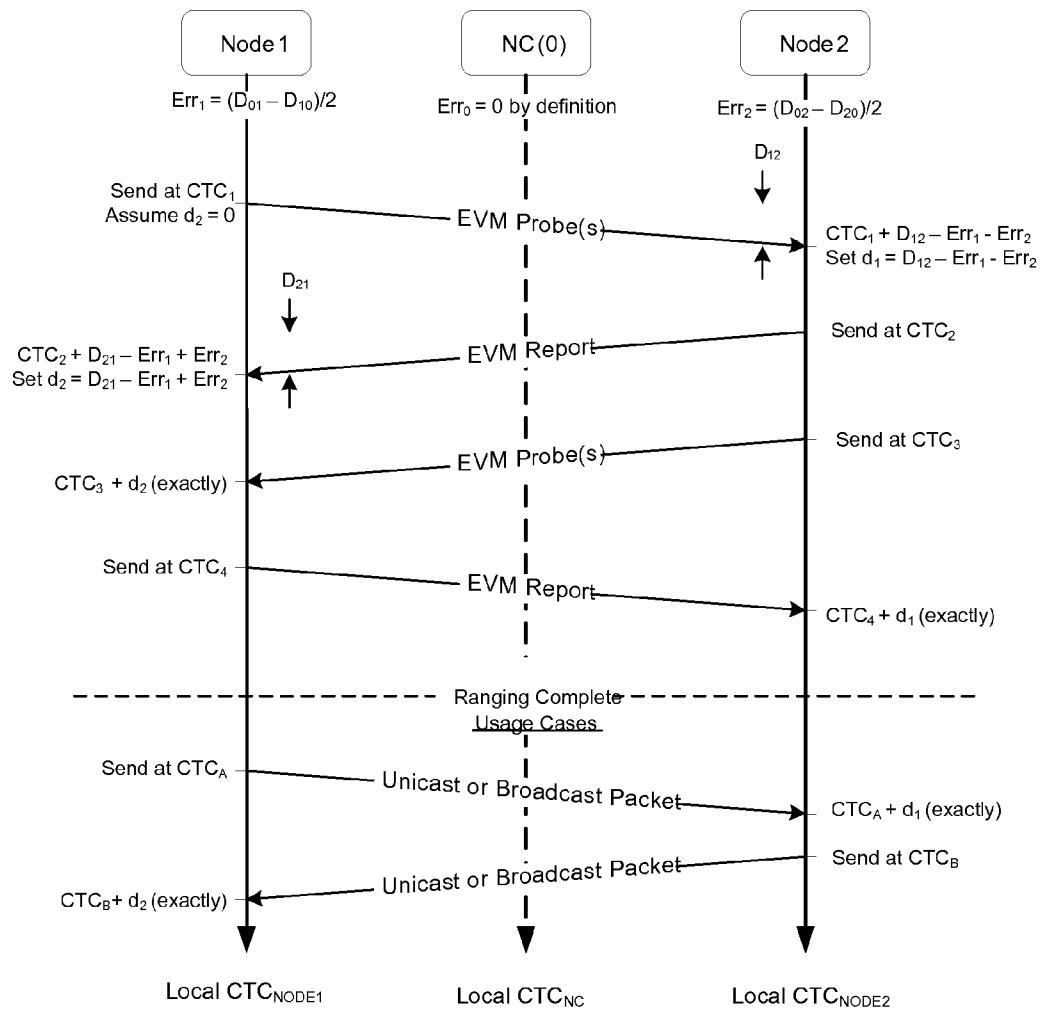 Node 1
NC (0)
Node 2
Err₁ = (D₀₁ – D₁₀)/2
Err₀ = 0 by definition
Err₂ = (D₀₂ – D₂₀)/2
D₁₂
Send at CTC₁
Assume d₂ = 0
EVM Probe(s)
CTC₁ + D₁₂ – Err₁ - Err₂
Set d₁ = D₁₂ – Err₁ - Err₂
D₂₁
Send at CTC₂
EVM Report
CTC₂ + D₂₁ – Err₁ + Err₂
Set d₂ = D₂₁ – Err₁ + Err₂
Send at CTC₃
EVM Probe(s)
CTC₃ + d₂ (exactly)
Send at CTC₄
EVM Report
CTC₄ + d₁ (exactly)
Ranging Complete
Usage Cases
Send at CTC_A
Unicast or Broadcast Packet
CTC_A + d₁ (exactly)
Send at CTC_B
Unicast or Broadcast Packet
CTC_B + d₂ (exactly)
Local CTC_NODE1
Local CTC_NC
Local CTC_NODE2